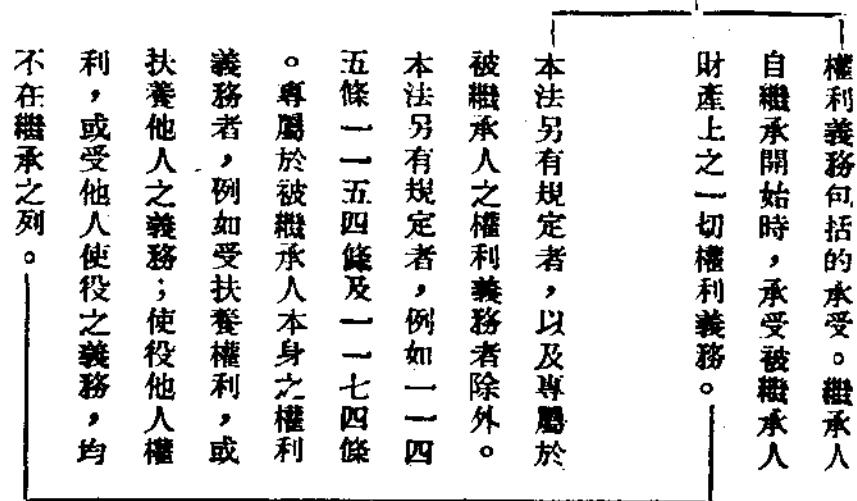 權利義務包括的承受。繼承人
自繼承開始時，承受被繼承人
財產上之一切權利義務。
本法另有規定者，以及專屬於
被繼承人之權利義務者除外。
本法另有規定者，例如一一四
五條一一五四條及一一七四條
。專屬於被繼承人本身之權利
義務者，例如受扶養權利，或
扶養他人之義務；使役他人權
利，或受他人使役之義務，均
不在繼承之列。